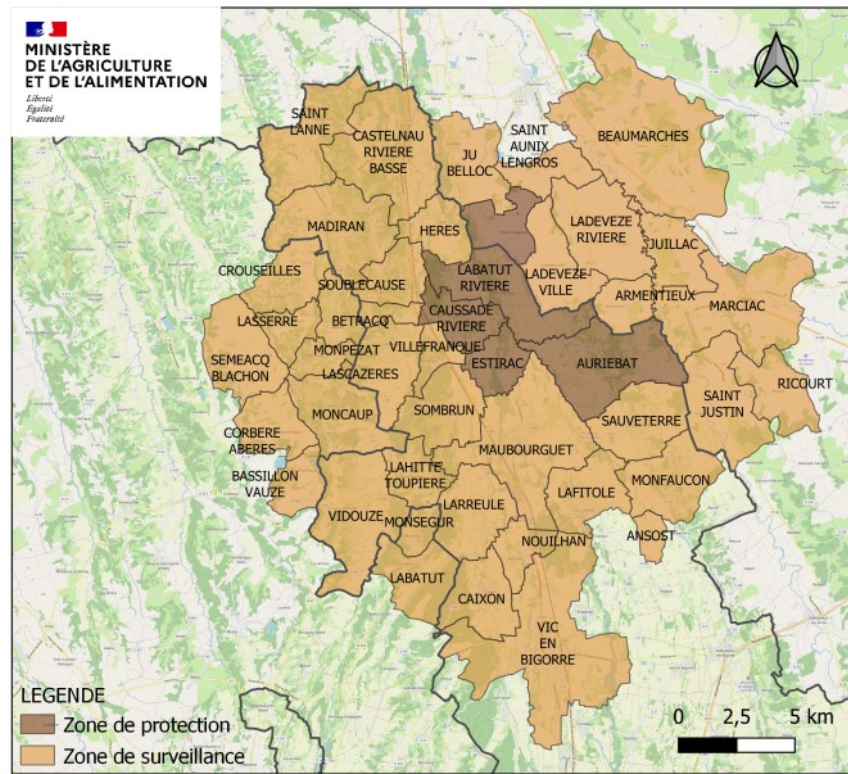 MINISTÈRE
DE L'AGRICULTURE
ET DE L'ALIMENTATION
Liberté
Égalité
Fraternité
SAINT
LANNE
CASTELNAU
RIVIERE
BASSE
JU
BELLOC
SAINT
AUNIX
LENGROS
BEAUMARCHES
MADIRAN
HERES
LADEVEZE
RIVIERE
JUILLAC
CROUSEILLES
SOUBLECAUSE
LABATUT
RIVIERE
LADEVEZE
VILLE
ARMENTIEUX
MARCIAC
LASSERRE
BETRACQ
CAUSSADE
RIVIERE
SEMEACQ
BLACHON
MONPEZAT
VILLEFRANQUE
ESTIRAC
AURIEBAT
RICOURT
LASCAZERES
SAINT
JUSTIN
MONCAUP
SOMBRUN
SAUVETERRE
CORBERE
ABERES
MAUBOURGUET
BASSILLON
VAUZE
LAHITTE
TOUPIERE
MONFAUCON
LAFITOLE
LARREULE
VIDOUZE
MONSEGUR
NOUILHAN
ANSOST
LABATUT
CAIXON
VIC
EN
BIGORRE
LEGENDE
Zone de protection
Zone de surveillance
0 2,5 5 km